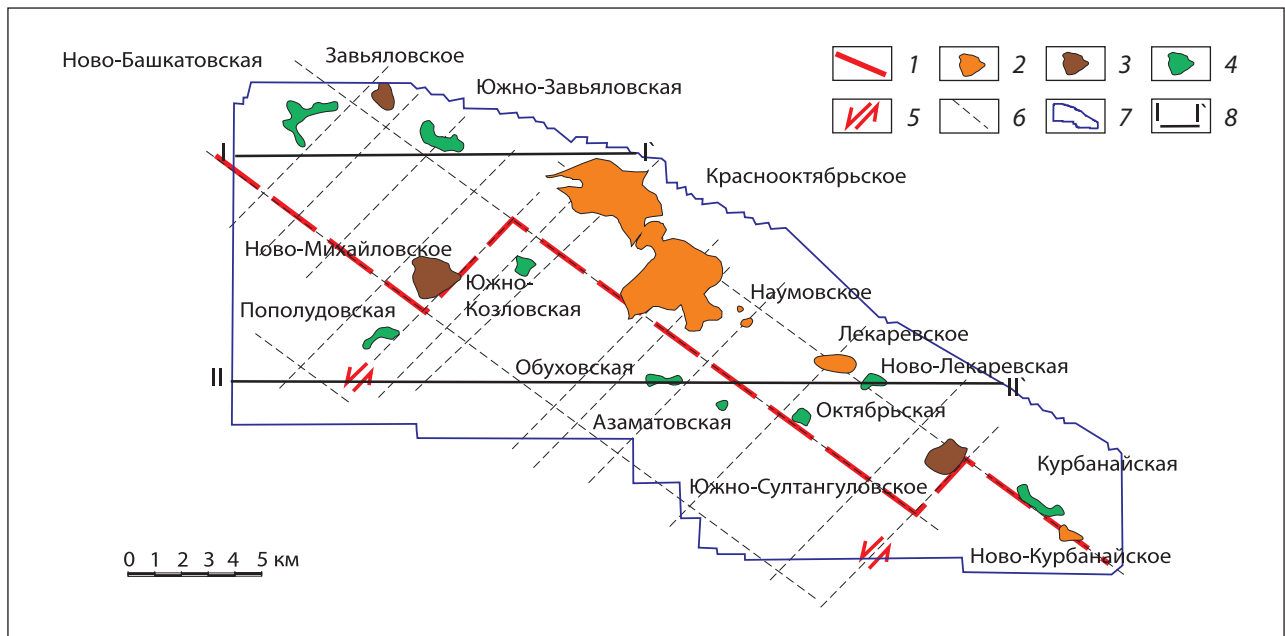 Ново-Башкатовская
Завьяловское
Южно-Завьяловская
1
2
3
4
5
6
7
I I`
8
I
I`
Краснооктябрьское
Ново-Михайловское
Южно-
Козловская
Пополудовская
Наумовское
Лекаревское
Ново-Лекаревская
II
Обуховская
II`
Азаматовская
Октябрьская
Курбанайская
Южно-Султангуловское
Ново-Курбанайское
0 1 2 3 4 5 км